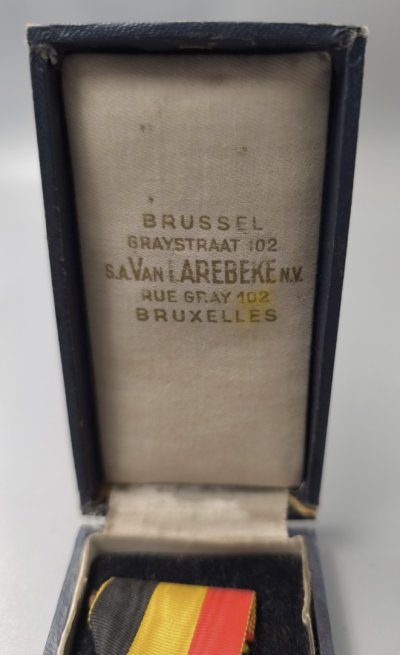 BRUSSEL
GRAYSTRAAT 102
S.A. VAN LAREBEKE N.V.
RUE GRAY 102
BRUXELLES